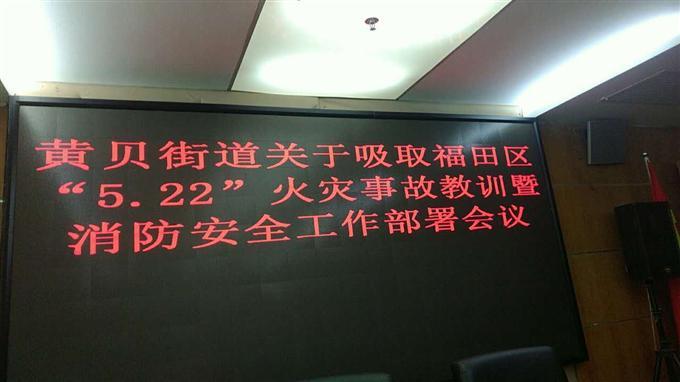 黄贝街道关于吸取福田区
“5.22”火灾事故教训暨
消防安全工作部署会议